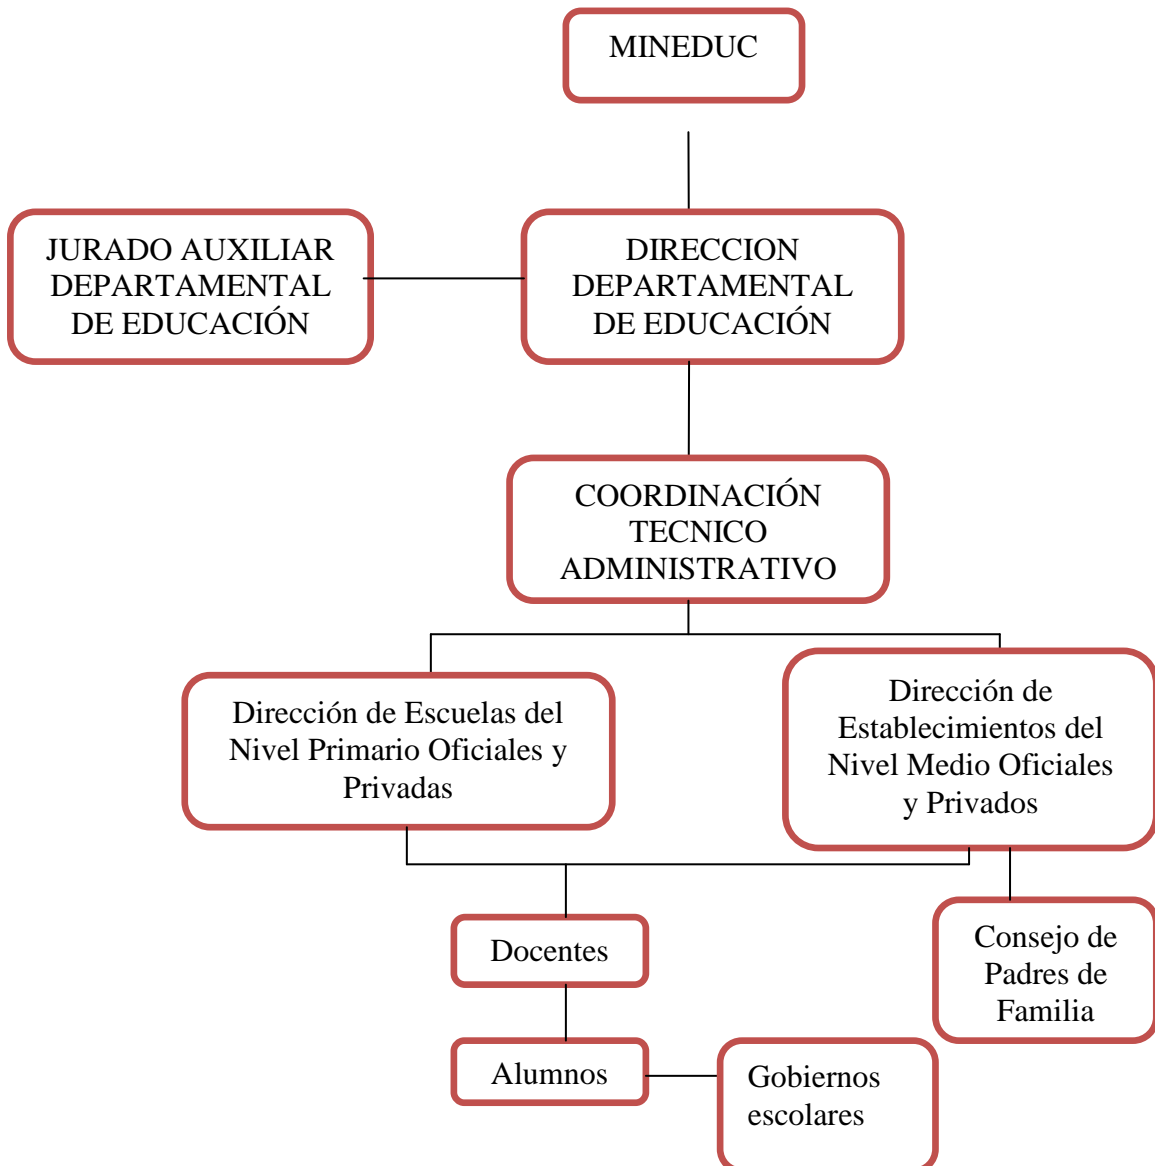 MINEDUC
JURADO AUXILIAR
DEPARTAMENTAL
DE EDUCACIÓN
DIRECCION
DEPARTAMENTAL
DE EDUCACIÓN
COORDINACIÓN
TECNICO
ADMINISTRATIVO
Dirección de Escuelas del
Nivel Primario Oficiales y
Privadas
Dirección de
Establecimientos del
Nivel Medio Oficiales
y Privados
Docentes
Consejo de
Padres de
Familia
Alumnos
Gobiernos
escolares